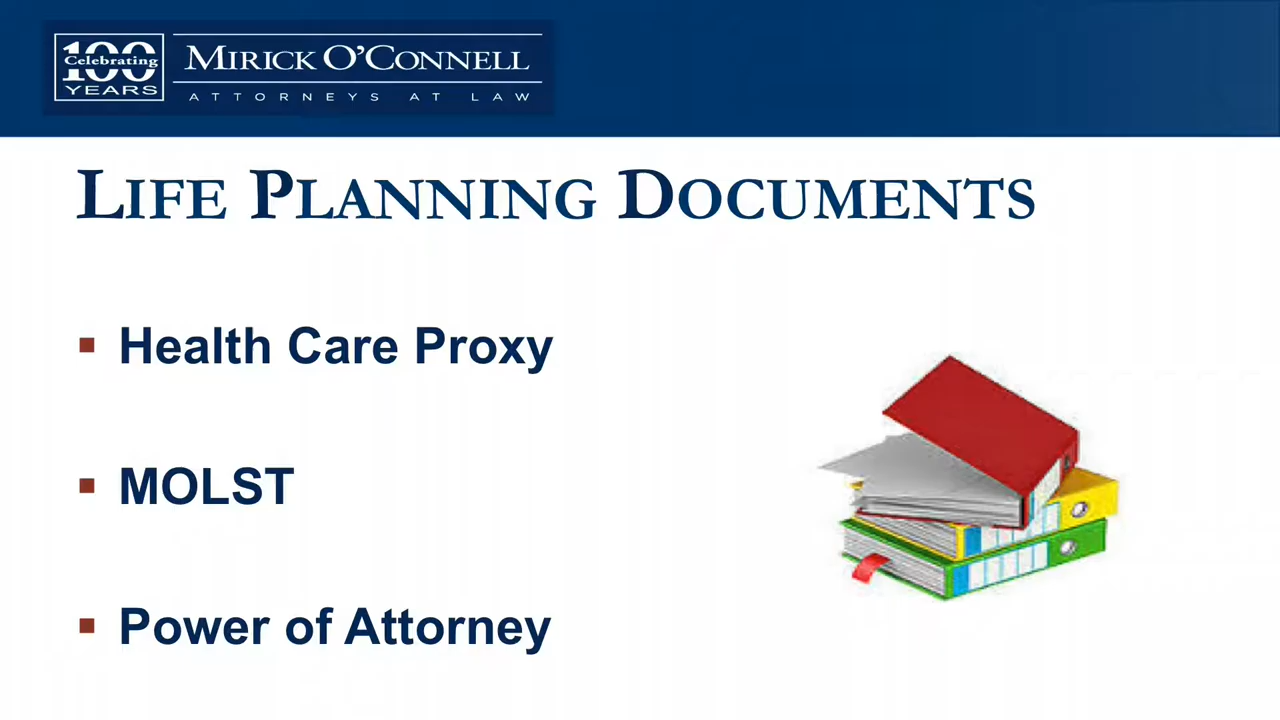 Celebrating
100
YEARS
MIRICK O'CONNELL
ATTORNEYS AT LAW
LIFE PLANNING DOCUMENTS
▪ Health Care Proxy
▪ MOLST
▪ Power of Attorney